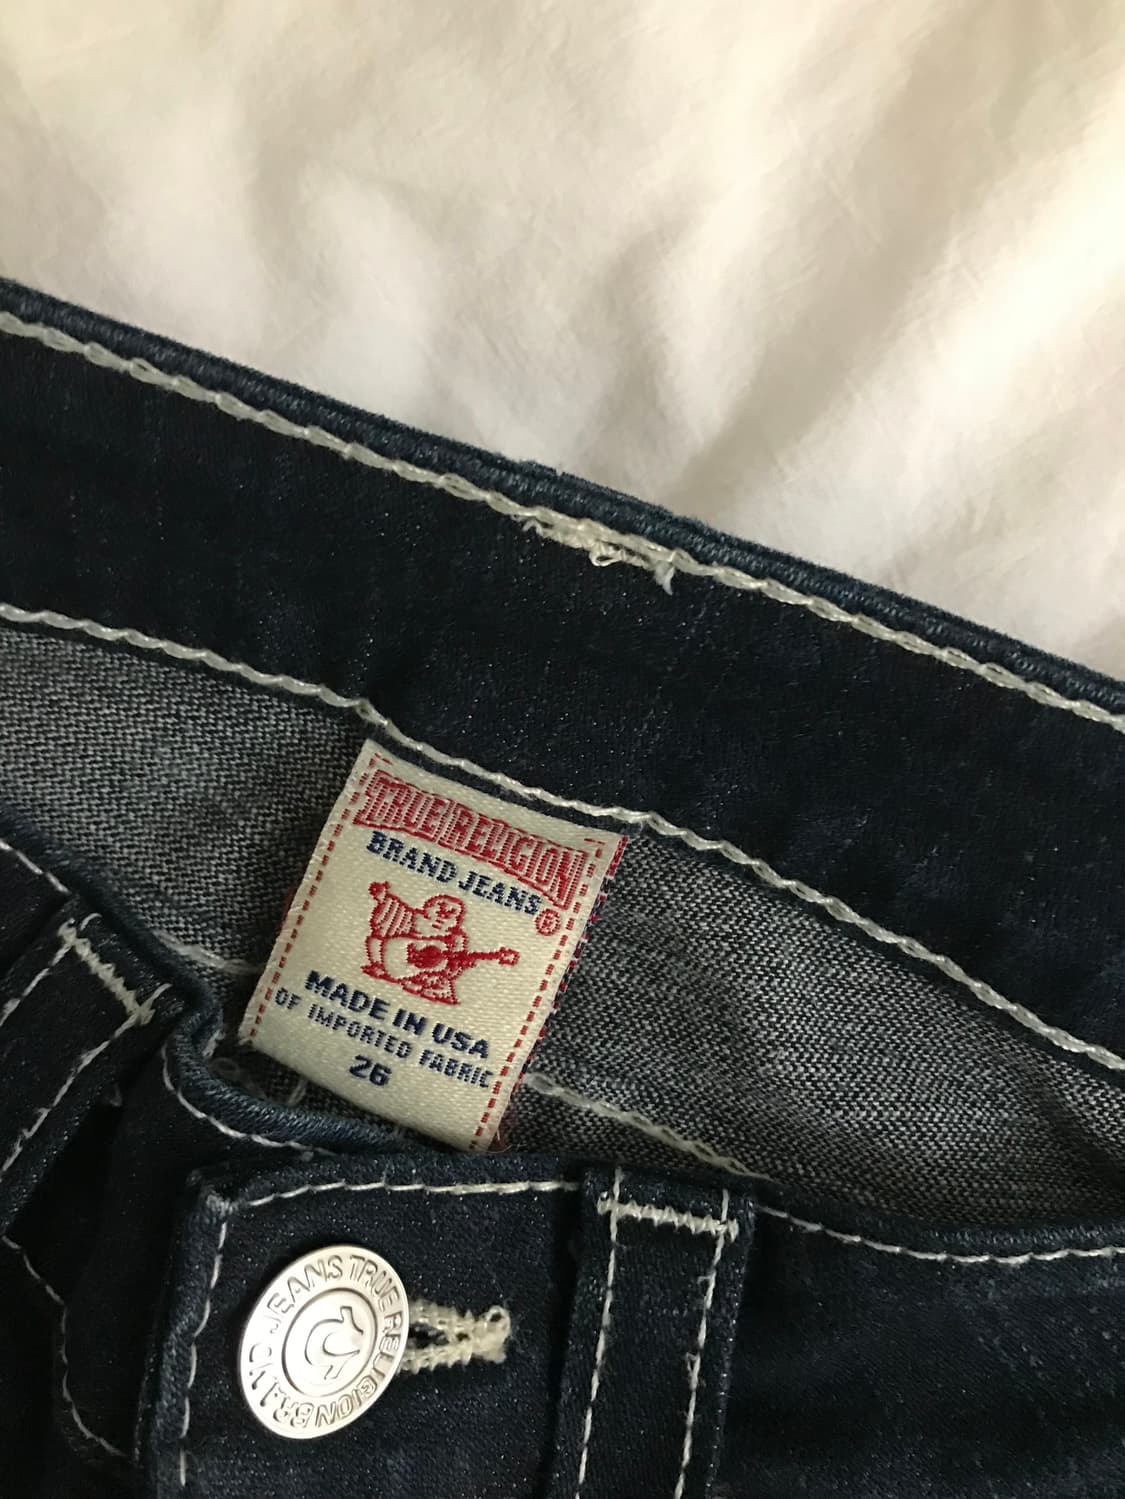 TRUE RELIGION
BRAND JEANS®
MADE IN USA
OF IMPORTED FABRIC
26
TRUE RELIGION BRAND JEANS